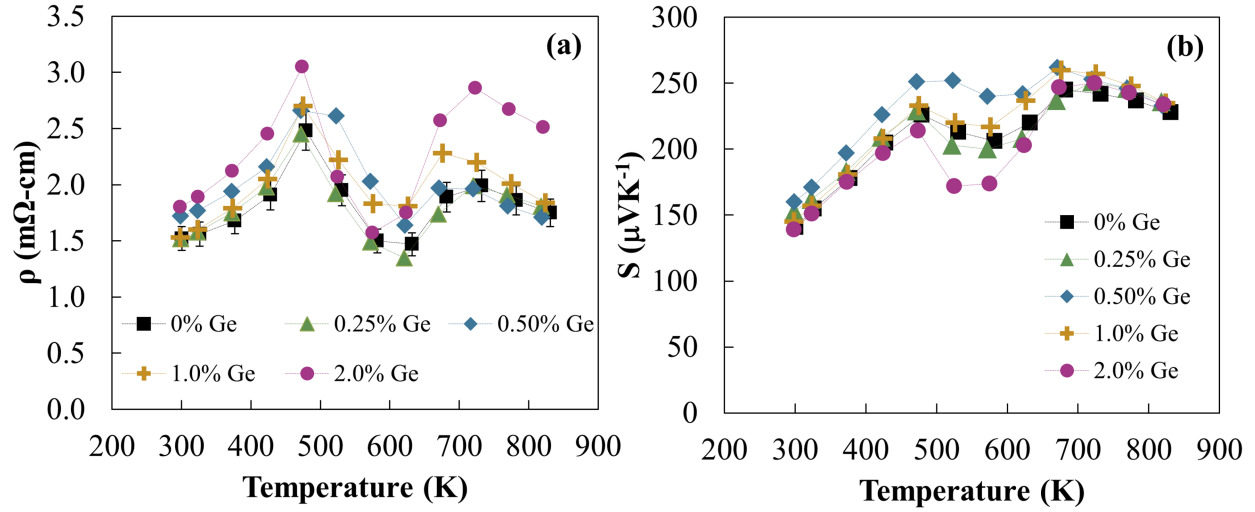 3.5
3.0
2.5
2.0
1.5
1.0
0.5
0.0
ρ (mΩ-cm)
(a)
0% Ge
0.25% Ge
0.50% Ge
1.0% Ge
2.0% Ge
200 300 400 500 600 700 800 900
Temperature (K)
300
250
200
150
100
50
0
S (μVK⁻¹)
(b)
0% Ge
0.25% Ge
0.50% Ge
1.0% Ge
2.0% Ge
200 300 400 500 600 700 800 900
Temperature (K)